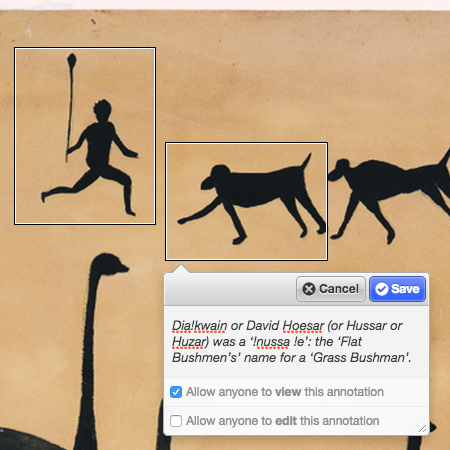 Cancel
Save
Dia!kwain or David Hoesar (or Hussar or
Huzar) was a '!nussa !e': the 'Flat
Bushmen's' name for a 'Grass Bushman'.
Allow anyone to view this annotation
Allow anyone to edit this annotation